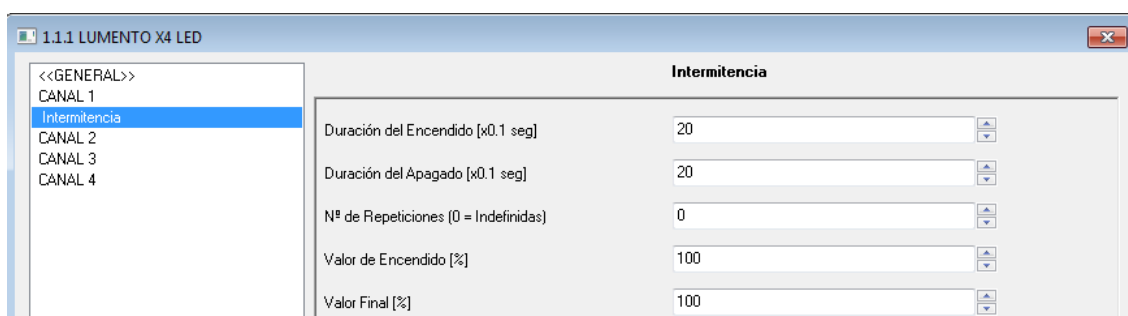 1.1.1 LUMENTO X4 LED
<<GENERAL>>
CANAL 1
Intermitencia
CANAL 2
CANAL 3
CANAL 4
Intermitencia
Duración del Encendido [x0.1 seg] 20
Duración del Apagado [x0.1 seg] 20
Nº de Repeticiones (0 = Indefinidas) 0
Valor de Encendido [%] 100
Valor Final [%] 100